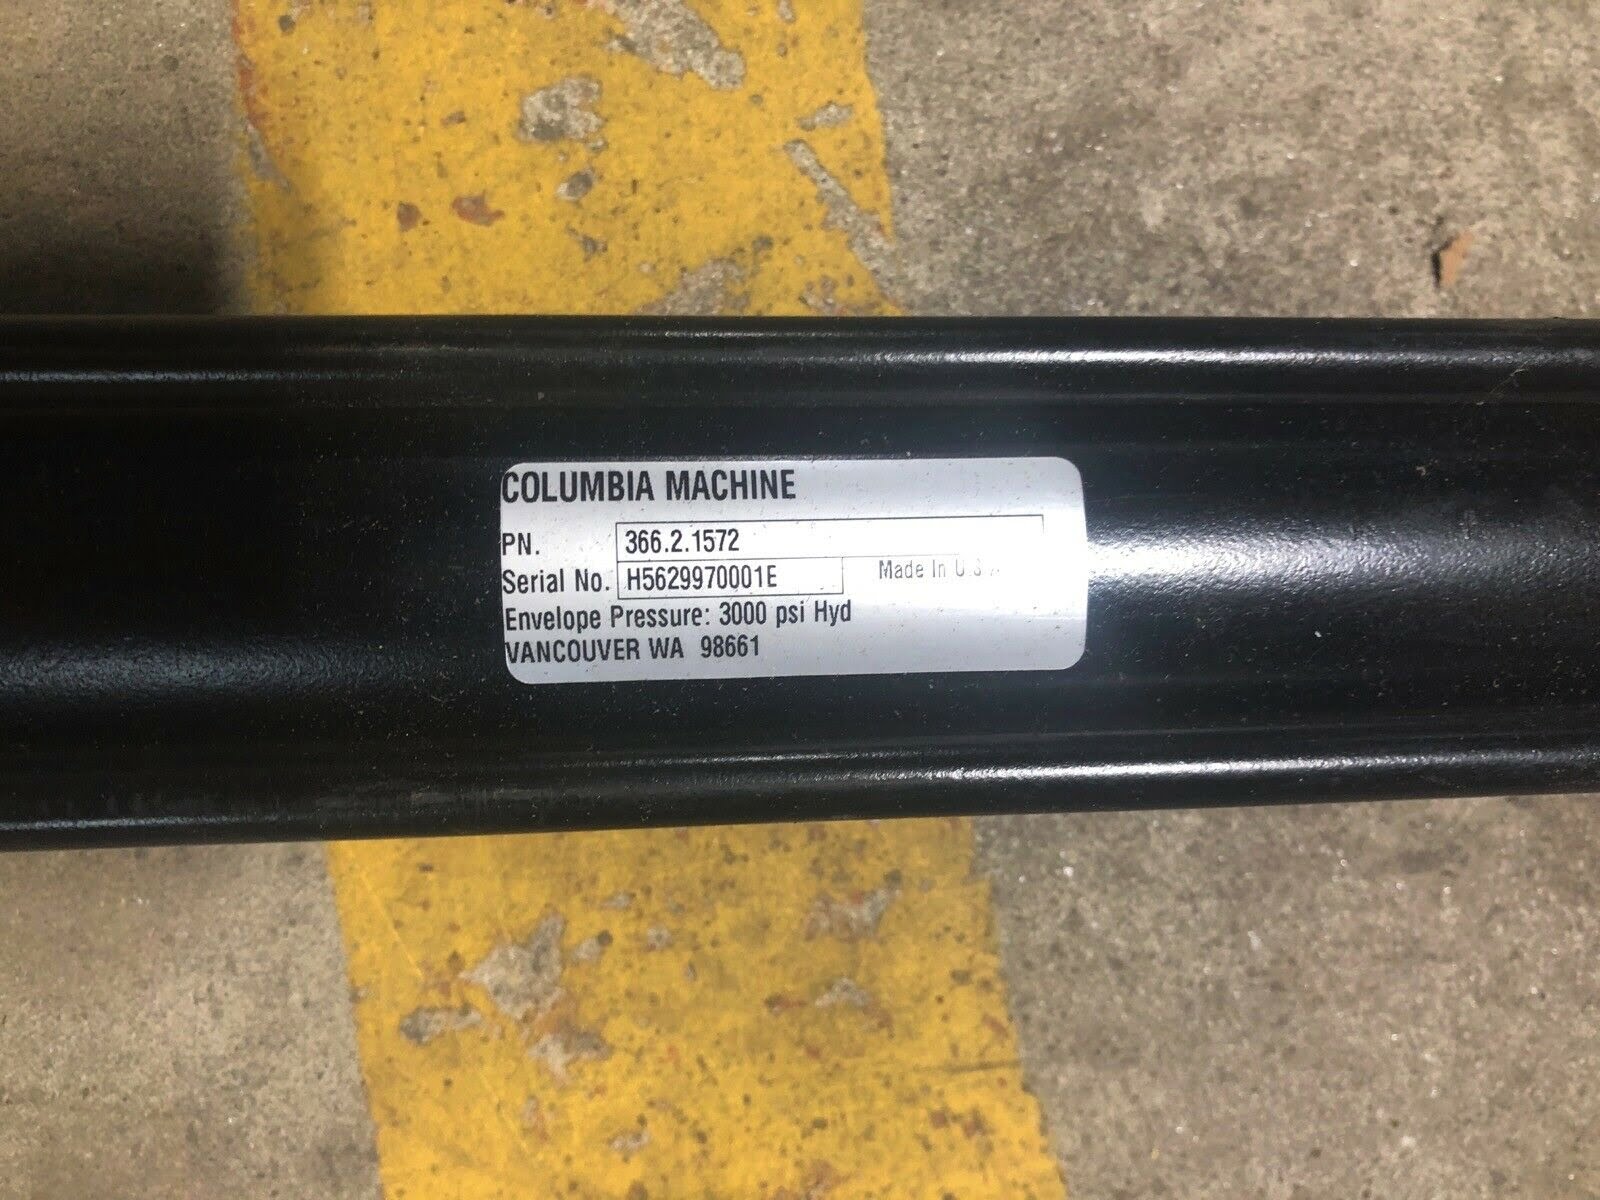 COLUMBIA MACHINE
PN. 366.2.1572
Serial No. H5629970001E Made In U.S.A.
Envelope Pressure: 3000 psi Hyd
VANCOUVER WA 98661